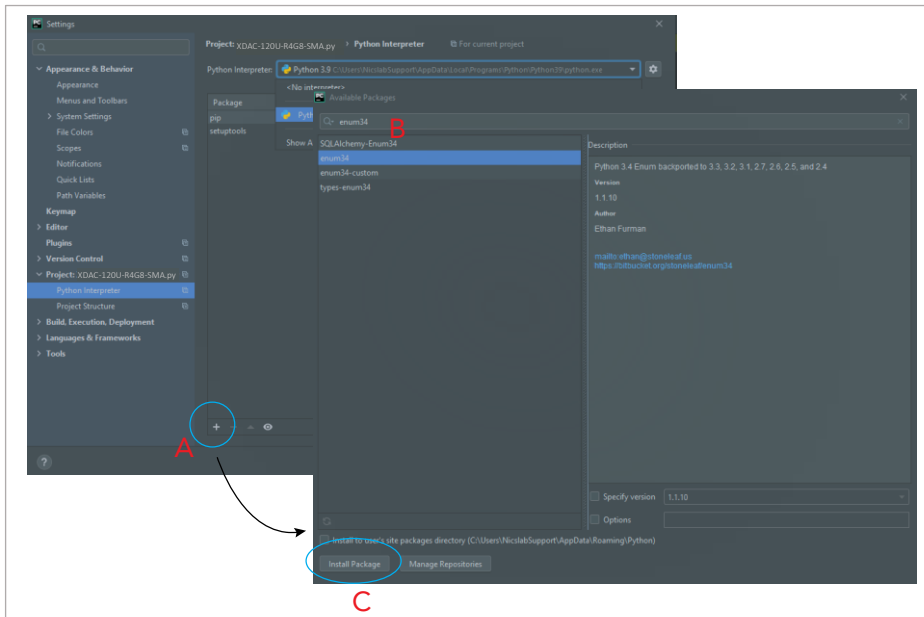 Settings
Project: XDAC-120U-R4G8-SMA.py › Python Interpreter For current project
Python Interpreter: Python 3.9 C:\Users\NicslabSupport\AppData\Local\Programs\Python\Python39\python.exe
<No interpreter>
Pyth
Show A
Package
pip
setuptools
Appearance & Behavior
Appearance
Menus and Toolbars
System Settings
File Colors
Scopes
Notifications
Quick Lists
Path Variables
Keymap
Editor
Plugins
Version Control
Project: XDAC-120U-R4G8-SMA.py
Python Interpreter
Project Structure
Build, Execution, Deployment
Languages & Frameworks
Tools
A
Available Packages
enum34
B
SQLAlchemy-Enum34
enum34
enum34-custom
types-enum34
Description
Python 3.4 Enum backported to 3.3, 3.2, 3.1, 2.7, 2.6, 2.5, and 2.4
Version
1.1.10
Author
Ethan Furman
mailto:ethan@stoneleaf.us
https://bitbucket.org/stoneleaf/enum34
Specify version 1.1.10
Options
Install to user's site packages directory (C:\Users\NicslabSupport\AppData\Roaming\Python)
Install Package Manage Repositories
C